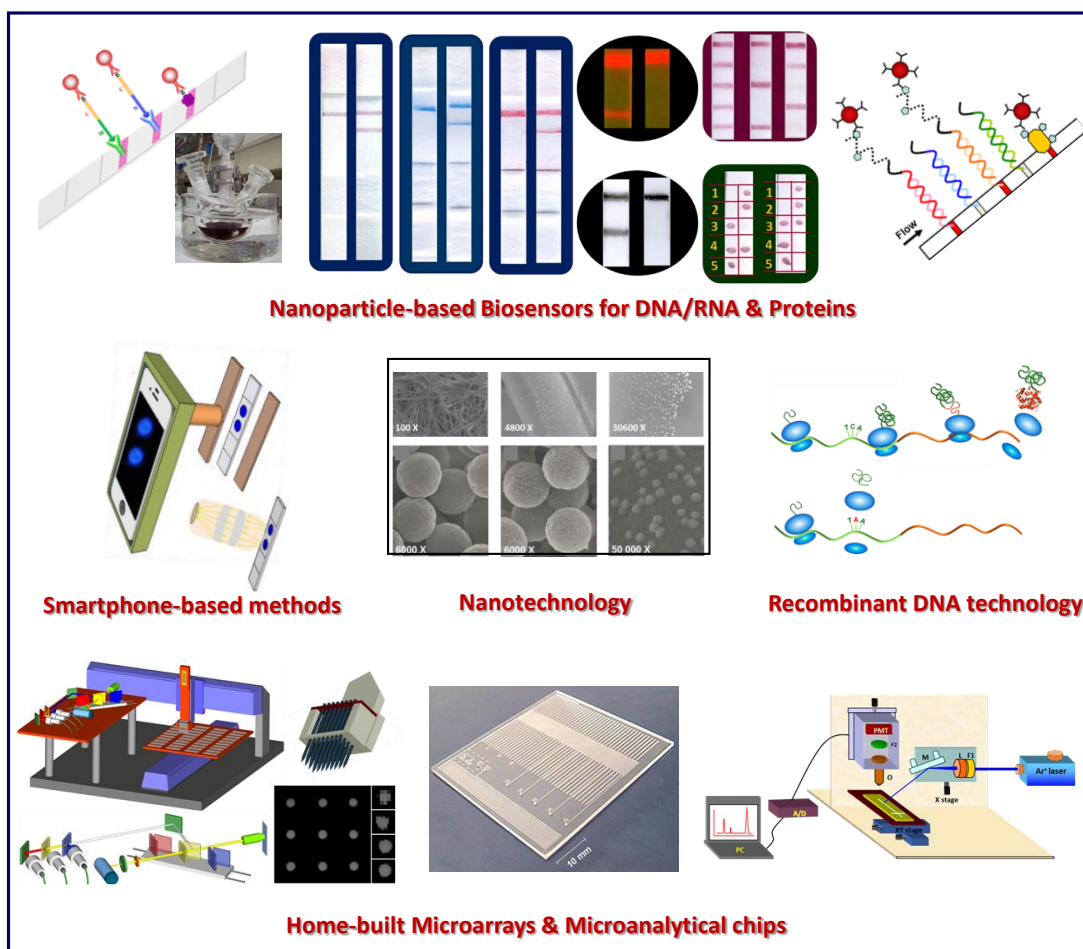 1
2
3
4
5
1
2
3
4
5
Flow
Nanoparticle-based Biosensors for DNA/RNA & Proteins
100 X
4800 X
30600 X
6000 X
6000 X
50 000 X
T C A
T A A
Smartphone-based methods
Nanotechnology
Recombinant DNA technology
10 mm
PMT
F2
O
M
L F1
Ar⁺ laser
X stage
A/D
PC
XY stage
Home-built Microarrays & Microanalytical chips